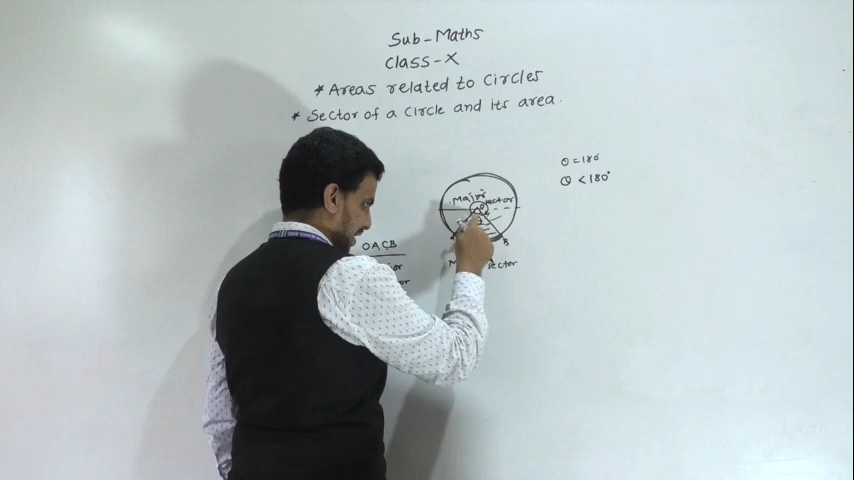 Sub-Maths
Class-X
* Areas related to Circles
* Sector of a Circle and its area.
θ = 180°
θ < 180°
Major
sector
B
OACB
sector